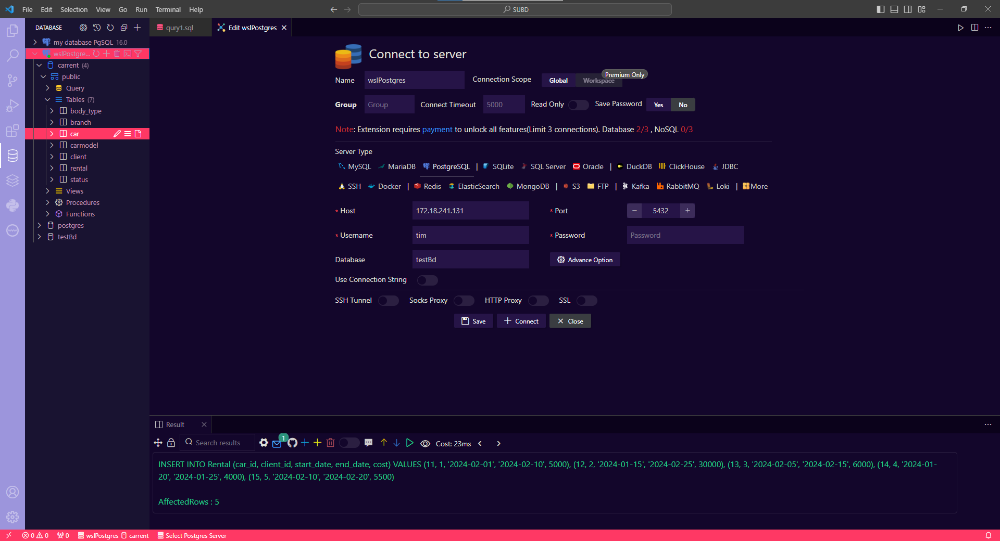 File Edit Selection View Go Run Terminal Help
SUBD
DATABASE
qury1.sql
Edit wslPostgres
my database PgSQL 16.0
wslPostgre...
carrent (4)
public
Query
Tables (7)
body_type
branch
car
carmodel
client
rental
status
Views
Procedures
Functions
postgres
testBd
Connect to server
Name wslPostgres Connection Scope Global Workspace Premium Only
Group Group Connect Timeout 5000 Read Only Save Password Yes No
Note: Extension requires payment to unlock all features(Limit 3 connections). Database 2/3 , NoSQL 0/3
Server Type
MySQL MariaDB PostgreSQL | SQLite SQL Server Oracle | DuckDB ClickHouse JDBC
SSH Docker | Redis ElasticSearch MongoDB | S3 FTP | Kafka RabbitMQ Loki | More
* Host 172.18.241.131 * Port − 5432 +
* Username tim * Password Password
Database testBd Advance Option
Use Connection String
SSH Tunnel Socks Proxy HTTP Proxy SSL
Save Connect Close
Result
Search results 1 Cost: 23ms
INSERT INTO Rental (car_id, client_id, start_date, end_date, cost) VALUES (11, 1, '2024-02-01', '2024-02-10', 5000), (12, 2, '2024-01-15', '2024-02-25', 30000), (13, 3, '2024-02-05', '2024-02-15', 6000), (14, 4, '2024-01-
20', '2024-01-25', 4000), (15, 5, '2024-02-10', '2024-02-20', 5500)
AffectedRows : 5
0 0 0 wslPostgres carrent Select Postgres Server